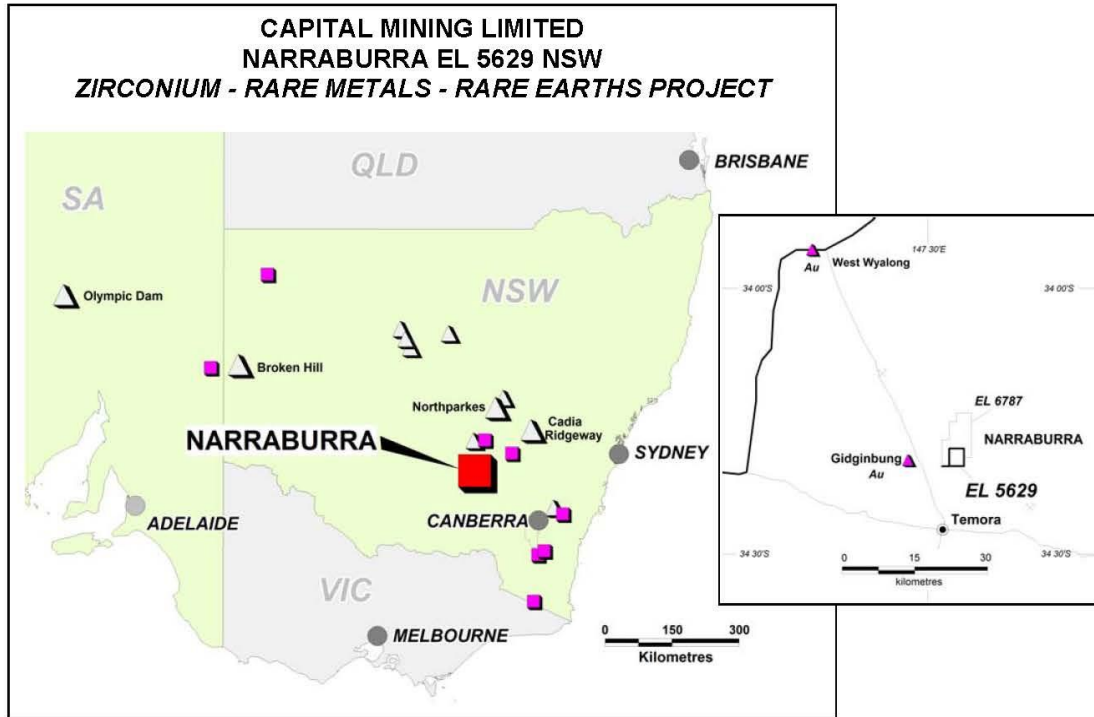 CAPITAL MINING LIMITED
NARRABURRA EL 5629 NSW
ZIRCONIUM - RARE METALS - RARE EARTHS PROJECT
QLD
BRISBANE
SA
NSW
Olympic Dam
Broken Hill
Northparkes
Cadia
Ridgeway
NARRABURRA
SYDNEY
ADELAIDE
CANBERRA
VIC
MELBOURNE
0 150 300
Kilometres
147 30'E
Au West Wyalong
34 00'S 34 00'S
EL 6787
NARRABURRA
Gidginbung
Au
EL 5629
Temora
34 30'S 34 30'S
0 15 30
kilometres